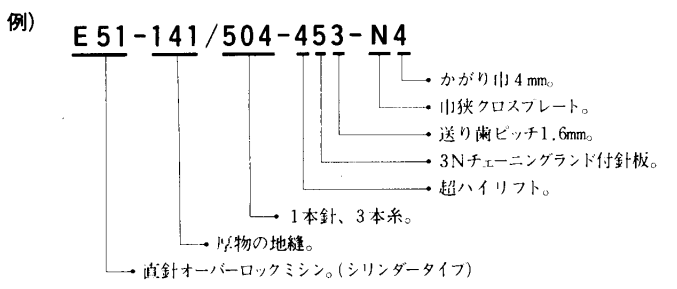 例)
E51-141/504-453-N4
かがり巾4mm。
巾狭クロスプレート。
送り歯ピッチ1.6mm。
3Nチェーニングランド付針板。
超ハイリフト。
1本針、3本糸。
厚物の地縫。
直針オーバーロックミシン。(シリンダータイプ)